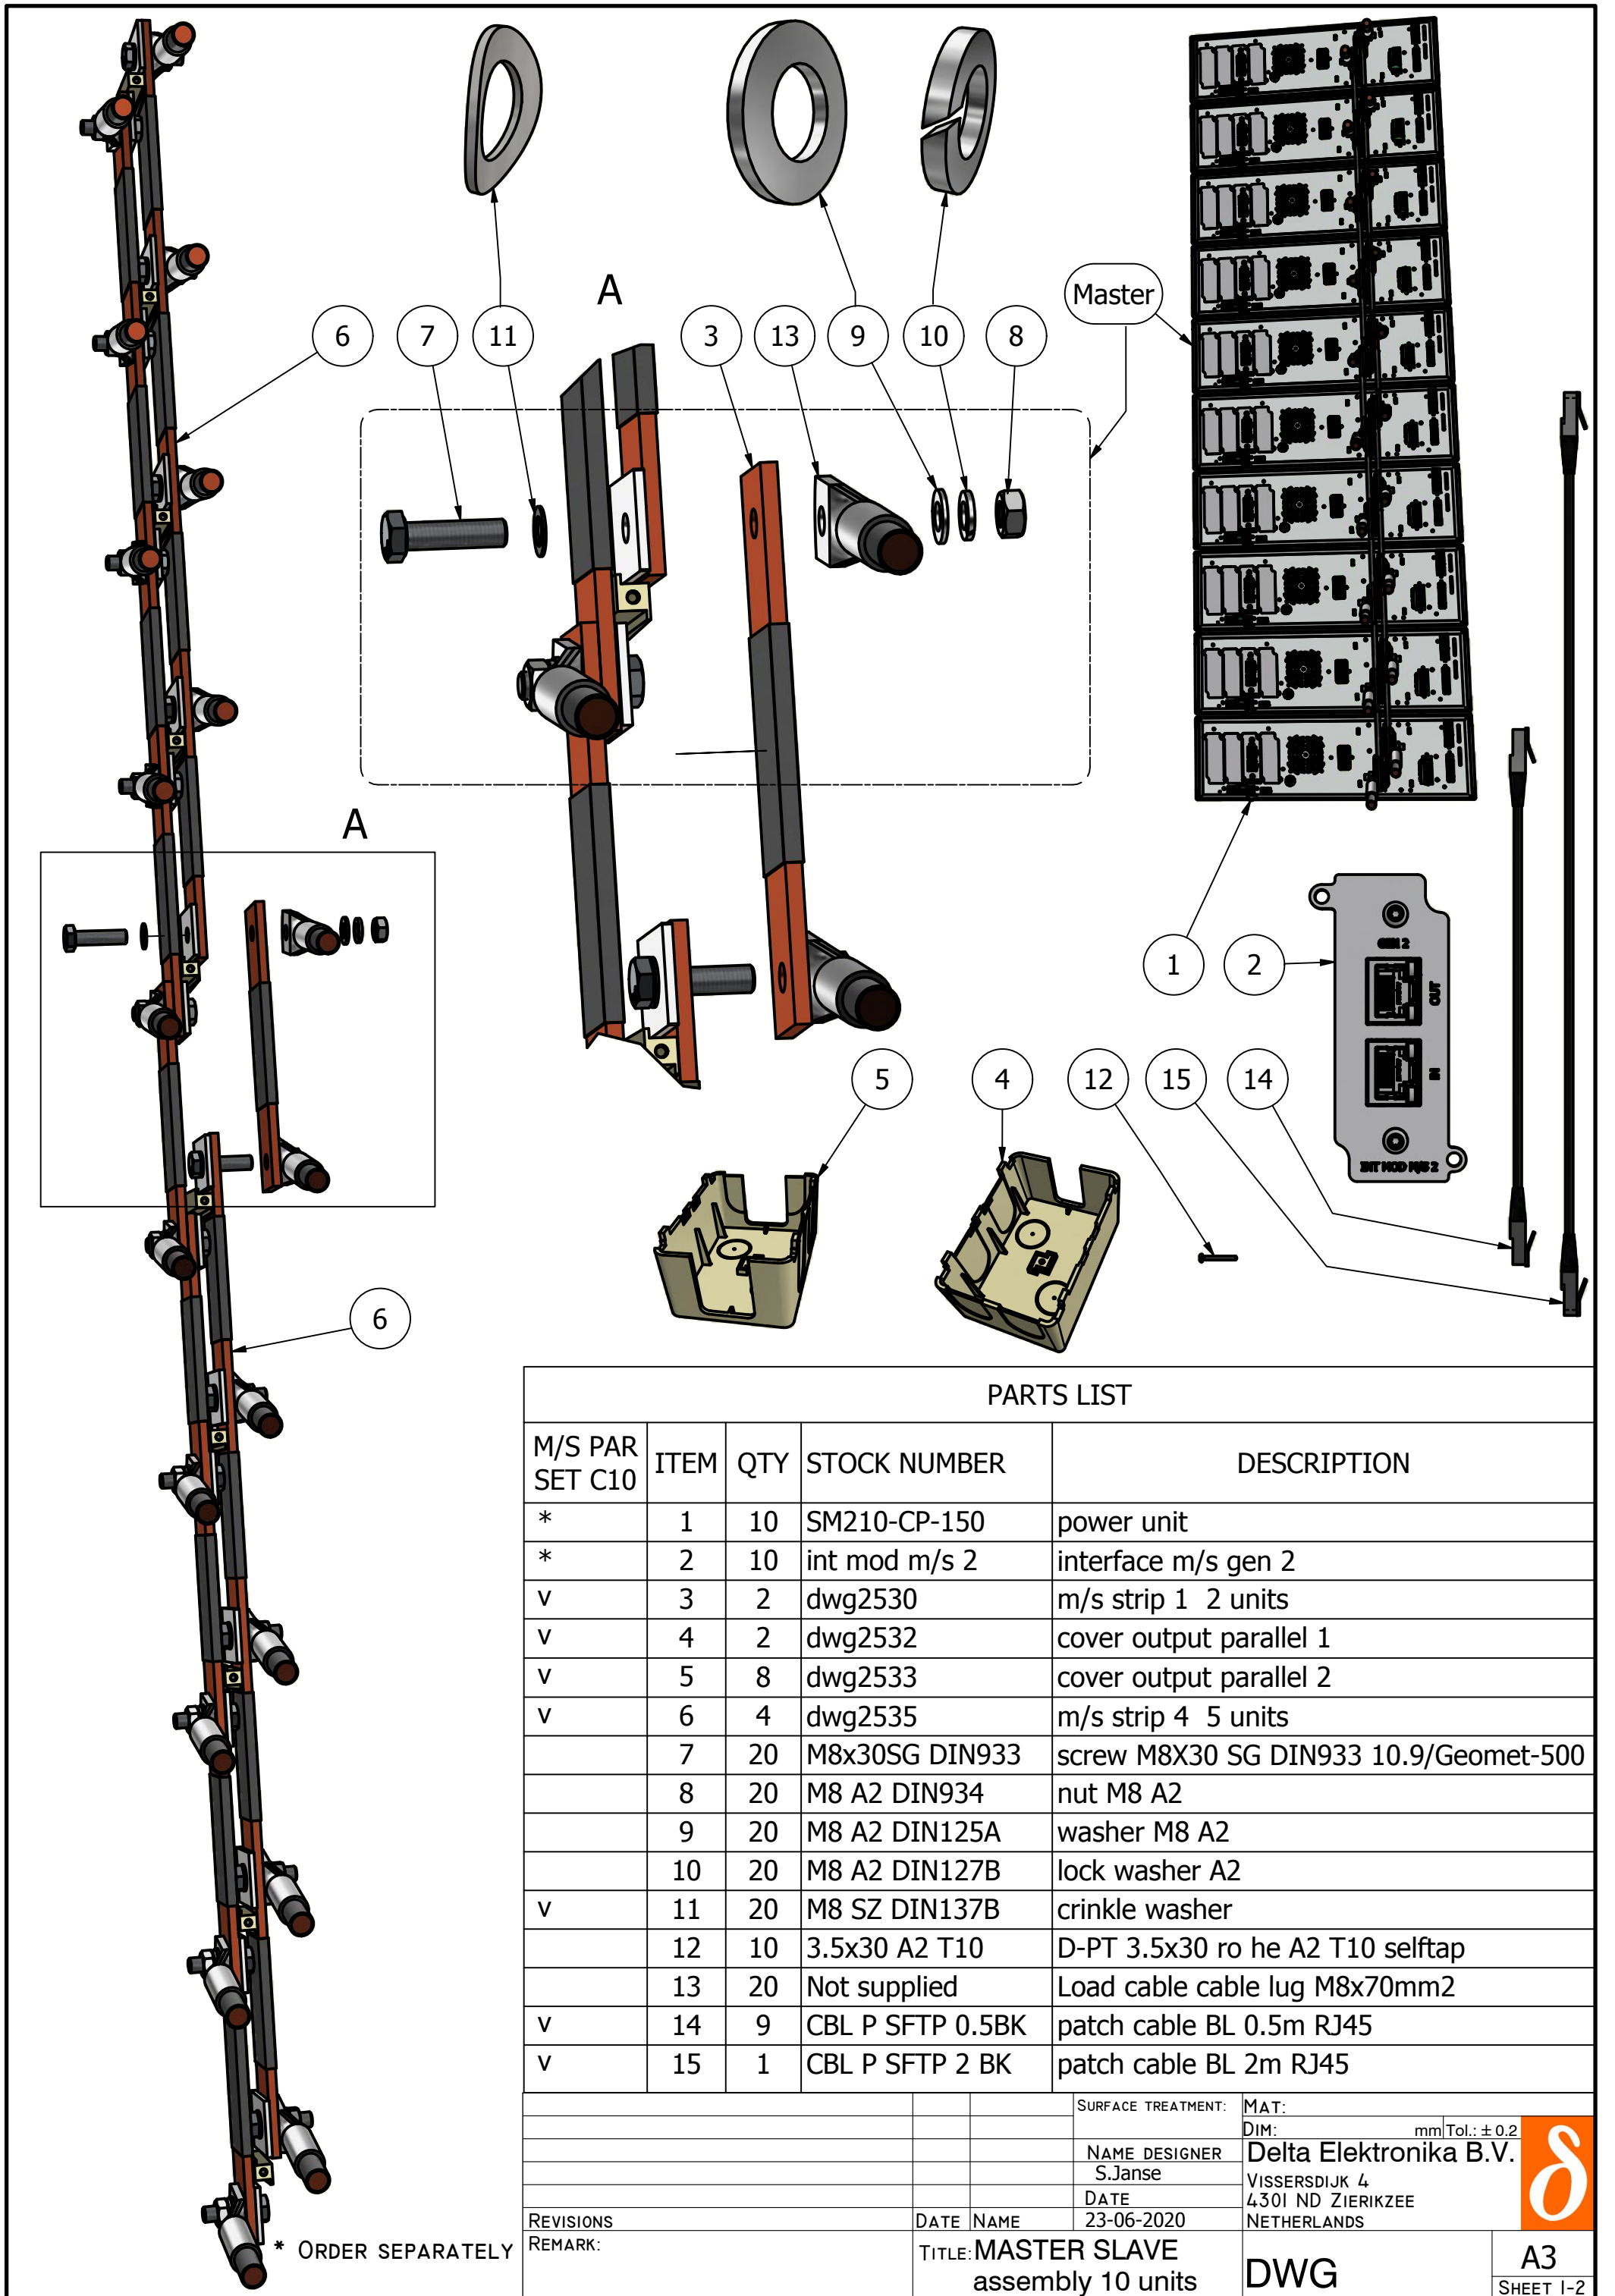 A
Master
6
7
11
3
13
9
10
8
A
1
2
GEN 2
OUT
IN
INT MOD M/S 2
5
4
12
15
14
6
PARTS LIST
M/S PAR SET C10 ITEM QTY STOCK NUMBER DESCRIPTION
* 1 10 SM210-CP-150 power unit
* 2 10 int mod m/s 2 interface m/s gen 2
v 3 2 dwg2530 m/s strip 1 2 units
v 4 2 dwg2532 cover output parallel 1
v 5 8 dwg2533 cover output parallel 2
v 6 4 dwg2535 m/s strip 4 5 units
7 20 M8x30SG DIN933 screw M8X30 SG DIN933 10.9/Geomet-500
8 20 M8 A2 DIN934 nut M8 A2
9 20 M8 A2 DIN125A washer M8 A2
10 20 M8 A2 DIN127B lock washer A2
v 11 20 M8 SZ DIN137B crinkle washer
12 10 3.5x30 A2 T10 D-PT 3.5x30 ro he A2 T10 selftap
13 20 Not supplied Load cable cable lug M8x70mm2
v 14 9 CBL P SFTP 0.5BK patch cable BL 0.5m RJ45
v 15 1 CBL P SFTP 2 BK patch cable BL 2m RJ45
SURFACE TREATMENT: MAT:
DIM: mm Tol.: ± 0.2
NAME DESIGNER
S.Janse
DATE
23-06-2020
Delta Elektronika B.V.
VISSERSDIJK 4
4301 ND ZIERIKZEE
NETHERLANDS
δ
REVISIONS DATE NAME
* ORDER SEPARATELY
REMARK:
TITLE: MASTER SLAVE
assembly 10 units
DWG
A3
SHEET 1-2